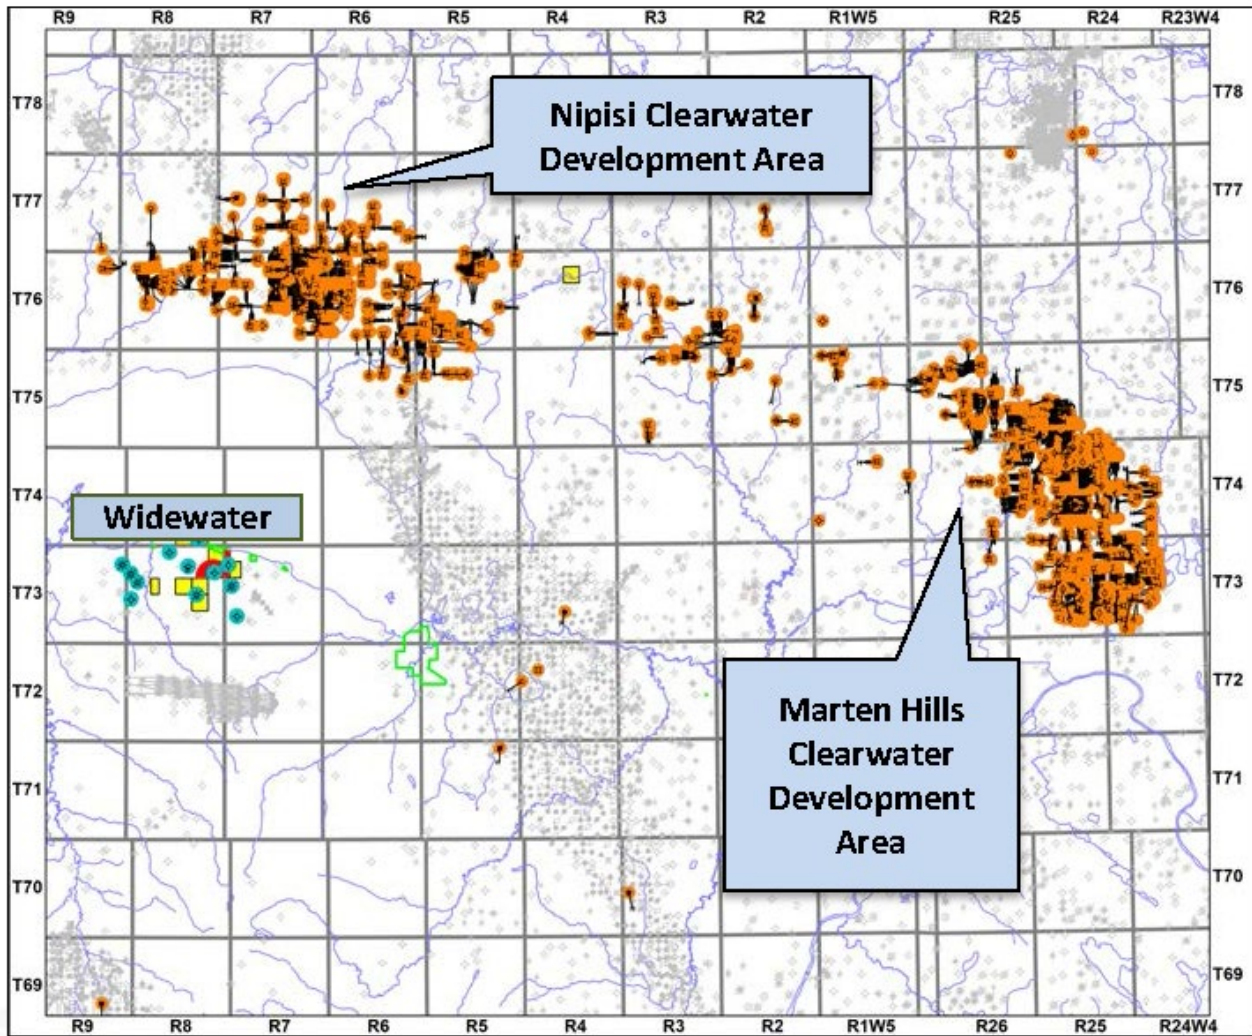 R9 R8 R7 R6 R5 R4 R3 R2 R1W5 R25 R24 R23W4
T78 T78
Nipisi Clearwater
Development Area
T77 T77
T76 T76
T75 T75
T74 T74
Widewater
T73 T73
T72 T72
Marten Hills
Clearwater
Development
Area
T71 T71
T70 T70
T69 T69
R9 R8 R7 R6 R5 R4 R3 R2 R1W5 R26 R25 R24W4